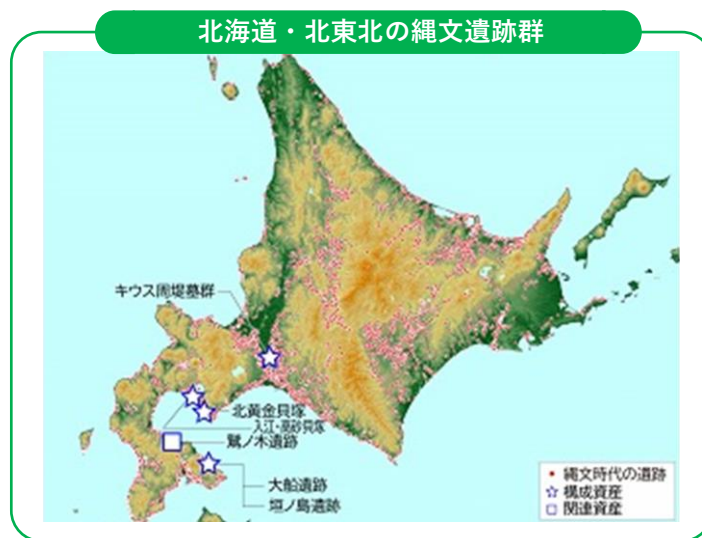 北海道・北東北の縄文遺跡群
キウス周堤墓群
北黄金貝塚
入江・高砂貝塚
鷲ノ木遺跡
大船遺跡
垣ノ島遺跡
縄文時代の遺跡
構成資産
関連資産